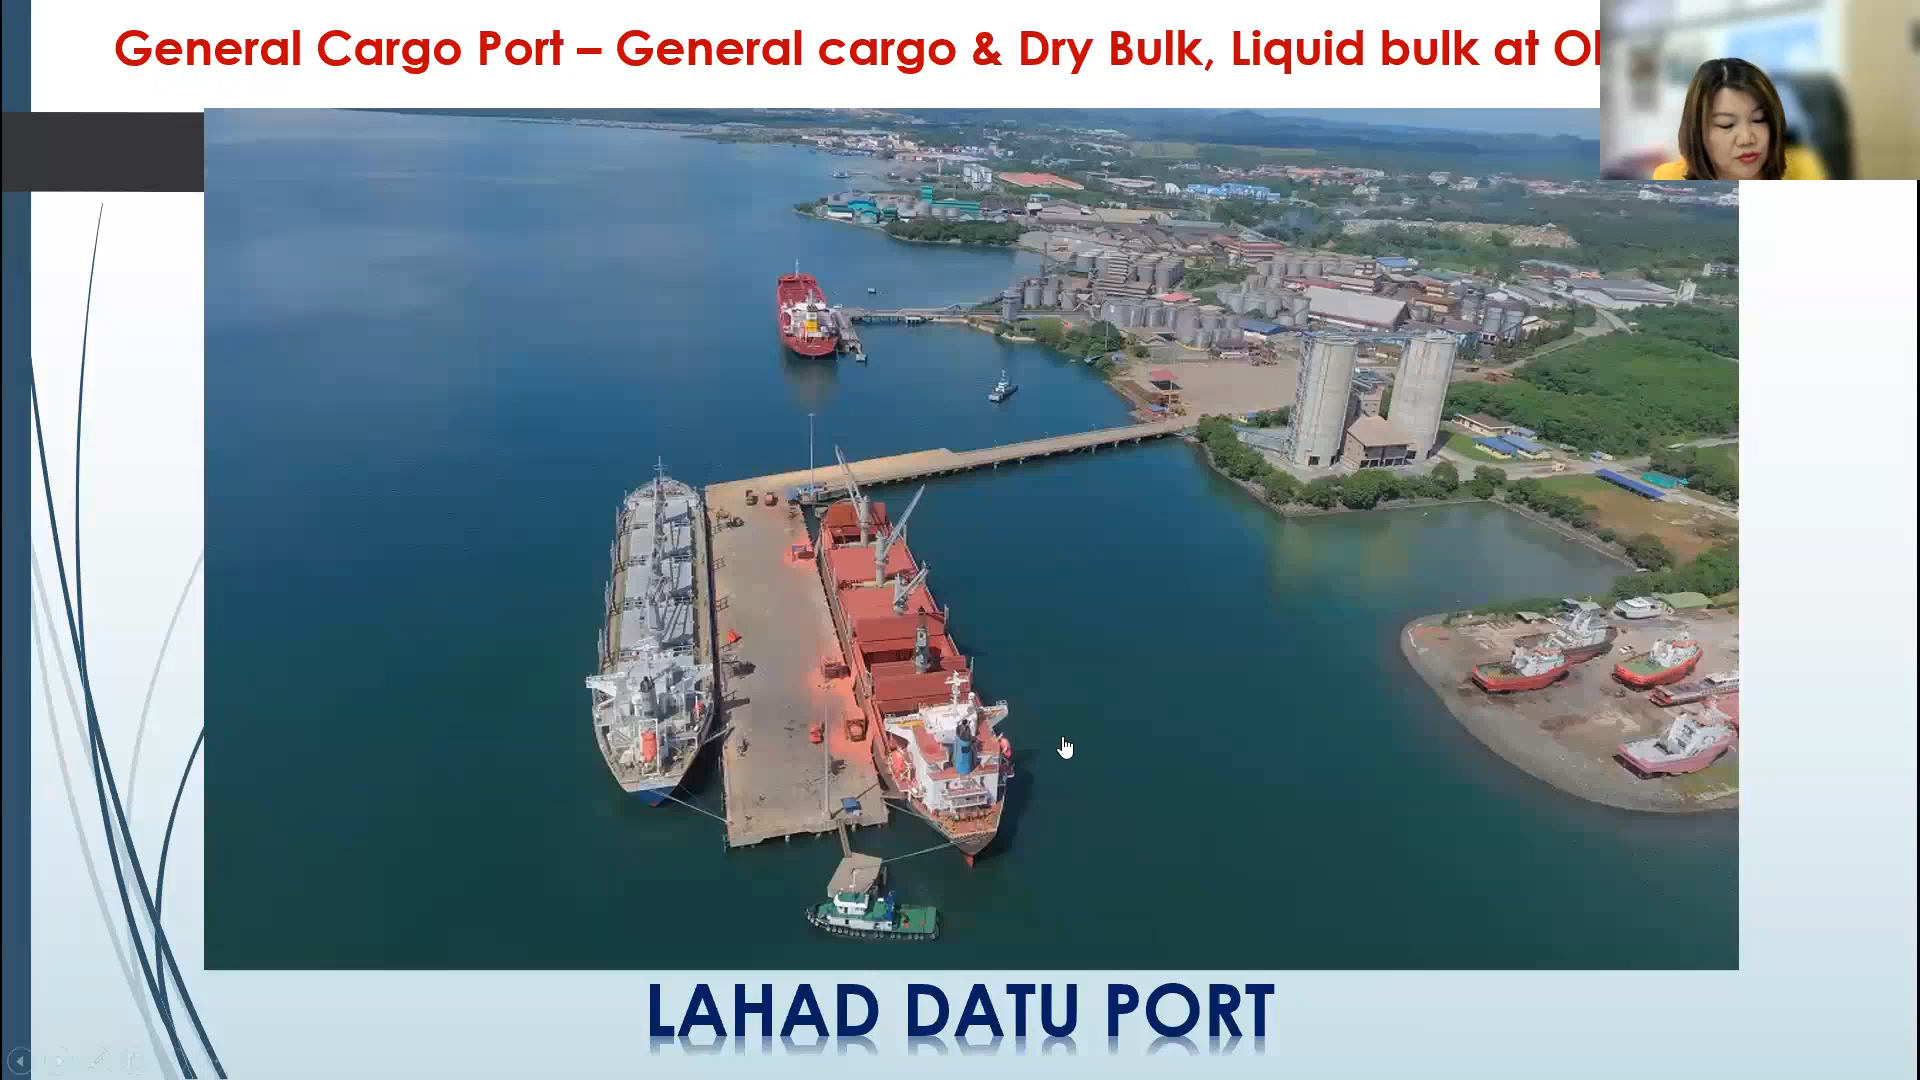 General Cargo Port – General cargo & Dry Bulk, Liquid bulk at
LAHAD DATU PORT